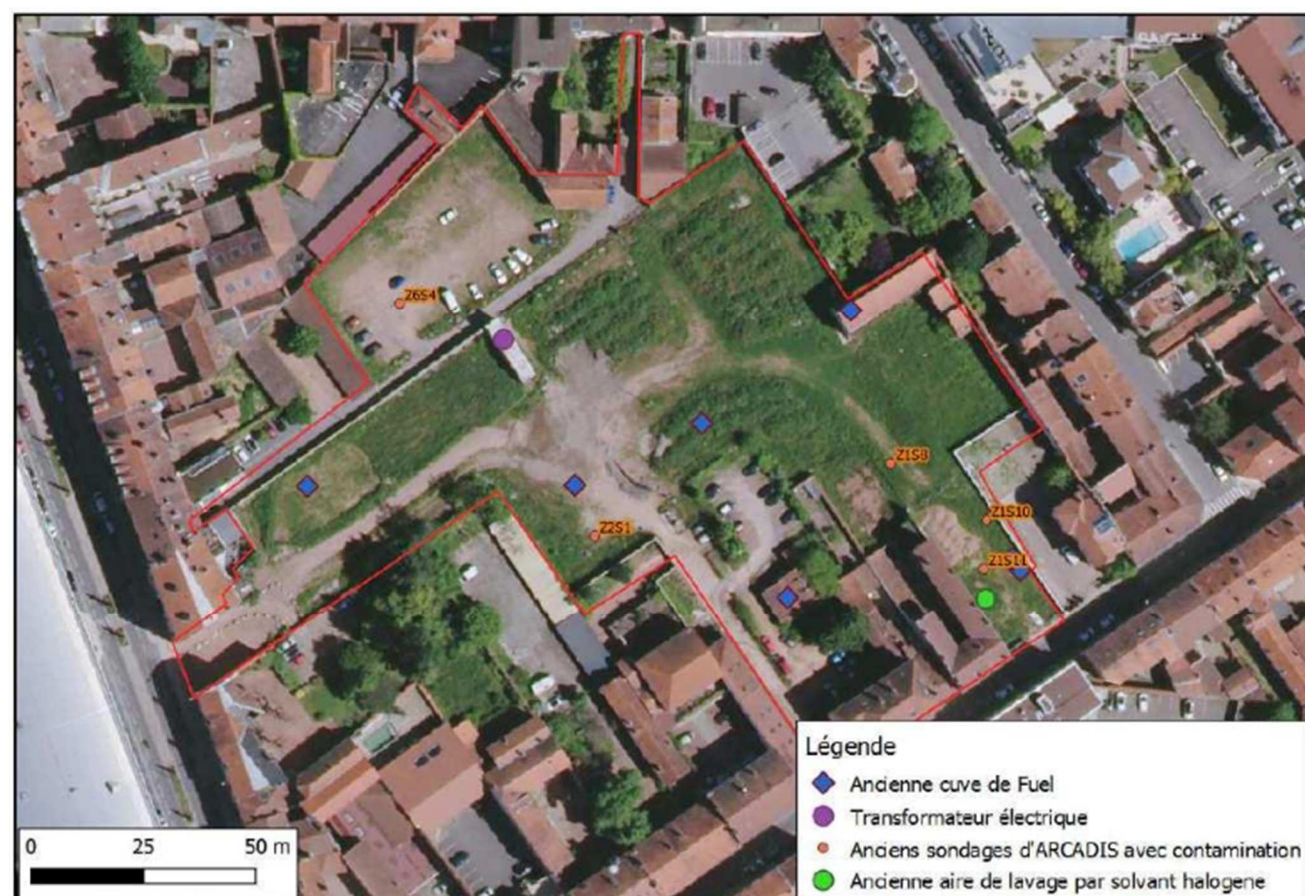 Z6S4
Z1S8
Z2S1
Z1S10
Z1S11
Légende
Ancienne cuve de Fuel
Transformateur électrique
Anciens sondages d'ARCADIS avec contamination
Ancienne aire de lavage par solvant halogene
0 25 50 m